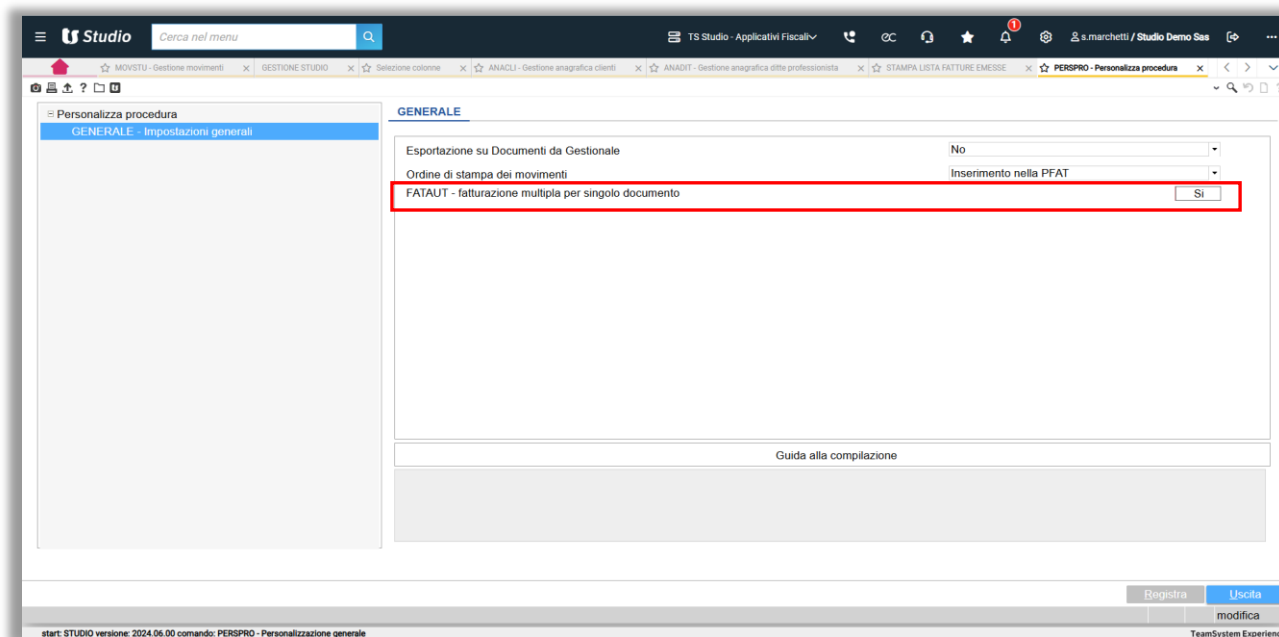 Studio
Cerca nel menu
TS Studio - Applicativi Fiscali
1
s.marchetti / Studio Demo Sas
MOVSTU - Gestione movimenti
GESTIONE STUDIO
Selezione colonne
ANACLI - Gestione anagrafica clienti
ANADIT - Gestione anagrafica ditte professionista
STAMPA LISTA FATTURE EMESSE
PERSPRO - Personalizza procedura
Personalizza procedura
GENERALE - Impostazioni generali
GENERALE
Esportazione su Documenti da Gestionale
No
Ordine di stampa dei movimenti
Inserimento nella PFAT
FATAUT - fatturazione multipla per singolo documento
Si
Guida alla compilazione
Registra
Uscita
modifica
start: STUDIO versione: 2024.06.00 comando: PERSPRO - Personalizzazione generale
TeamSystem